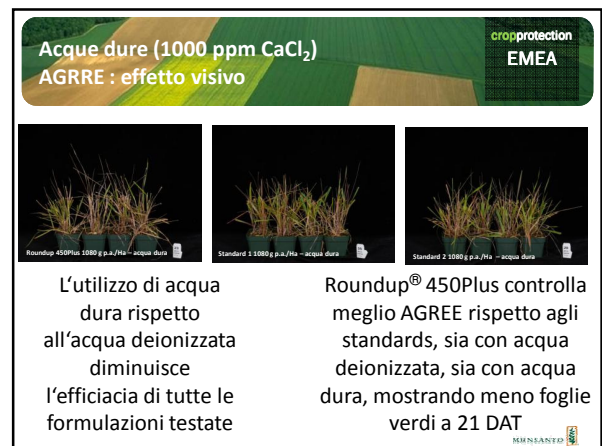 Acque dure (1000 ppm CaCl₂)
AGRRE : effetto visivo
cropprotection
EMEA
Roundup 450Plus 1080 g p.a./Ha – acqua dura
Standard 1 1080 g p.a./Ha – acqua dura
Standard 2 1080 g p.a./Ha – acqua dura
L‘utilizzo di acqua
dura rispetto
all‘acqua deionizzata
diminuisce
l‘efficiacia di tutte le
formulazioni testate
Roundup® 450Plus controlla
meglio AGREE rispetto agli
standards, sia con acqua
deionizzata, sia con acqua
dura, mostrando meno foglie
verdi a 21 DAT
MONSANTO